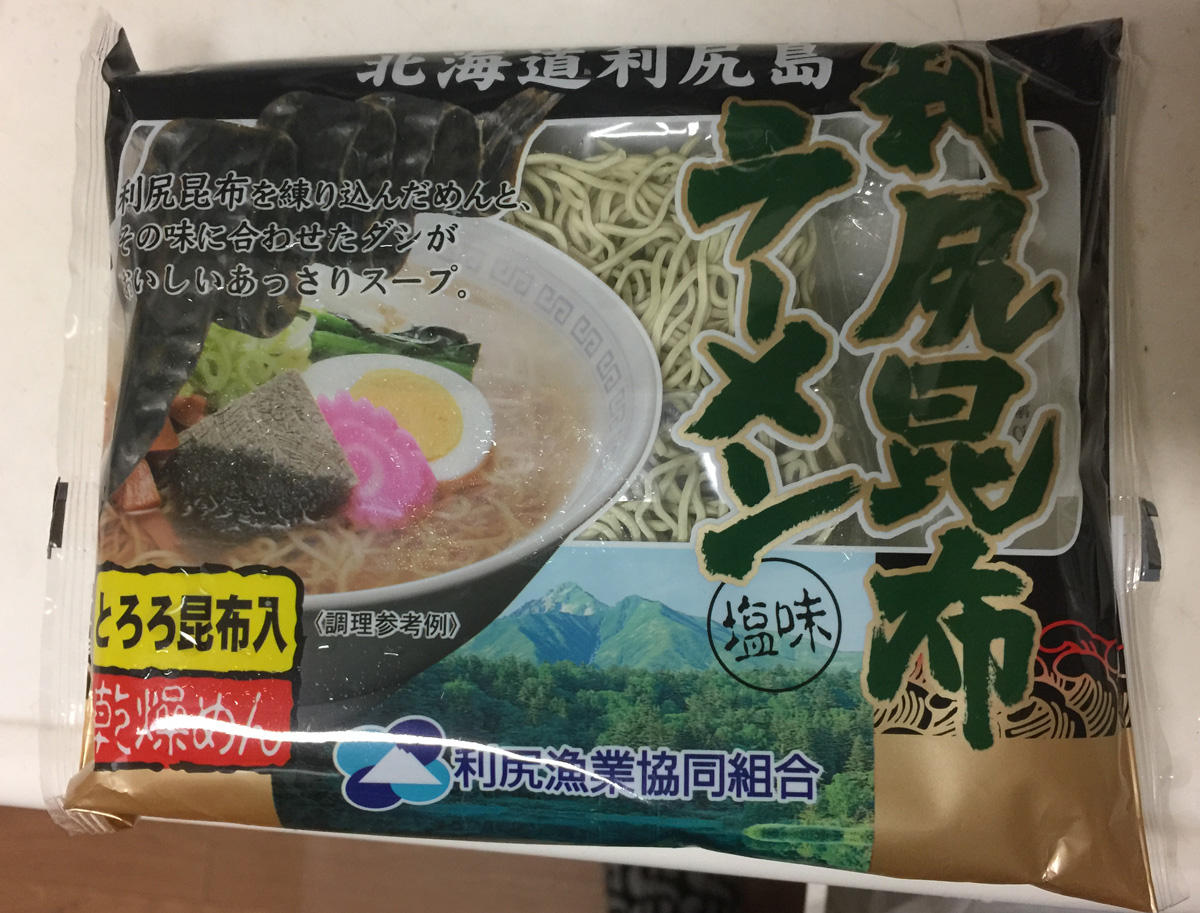 北海道利尻島
利尻昆布
ラーメン
利尻昆布を練り込んだめんと、
その味に合わせたダシが
おいしいあっさりスープ。
塩味
〈調理参考例〉
とろろ昆布入
乾燥めん
利尻漁業協同組合